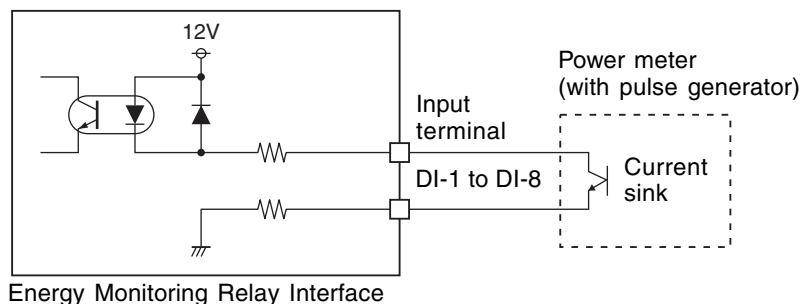 12V
Power meter
(with pulse generator)
Input
terminal
DI-1 to DI-8
Current
sink
Energy Monitoring Relay Interface